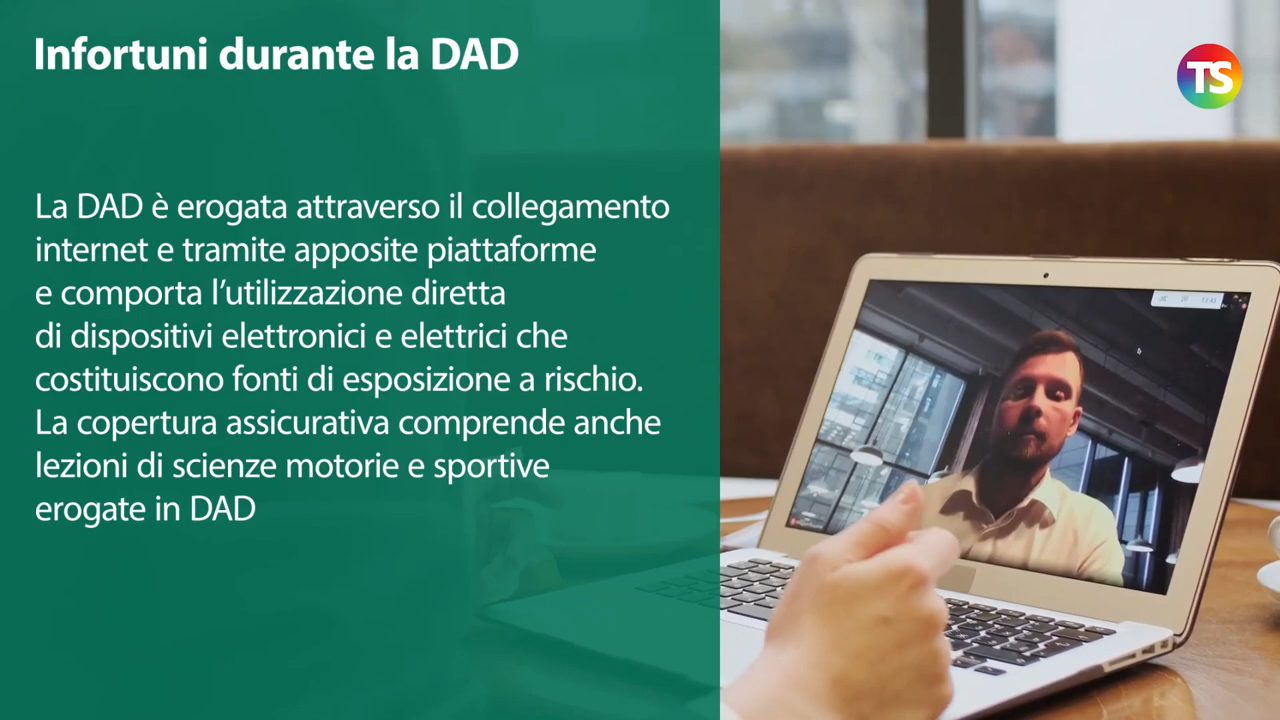 Infortuni durante la DAD
TS
La DAD è erogata attraverso il collegamento
internet e tramite apposite piattaforme
e comporta l’utilizzazione diretta
di dispositivi elettronici e elettrici che
costituiscono fonti di esposizione a rischio.
La copertura assicurativa comprende anche
lezioni di scienze motorie e sportive
erogate in DAD